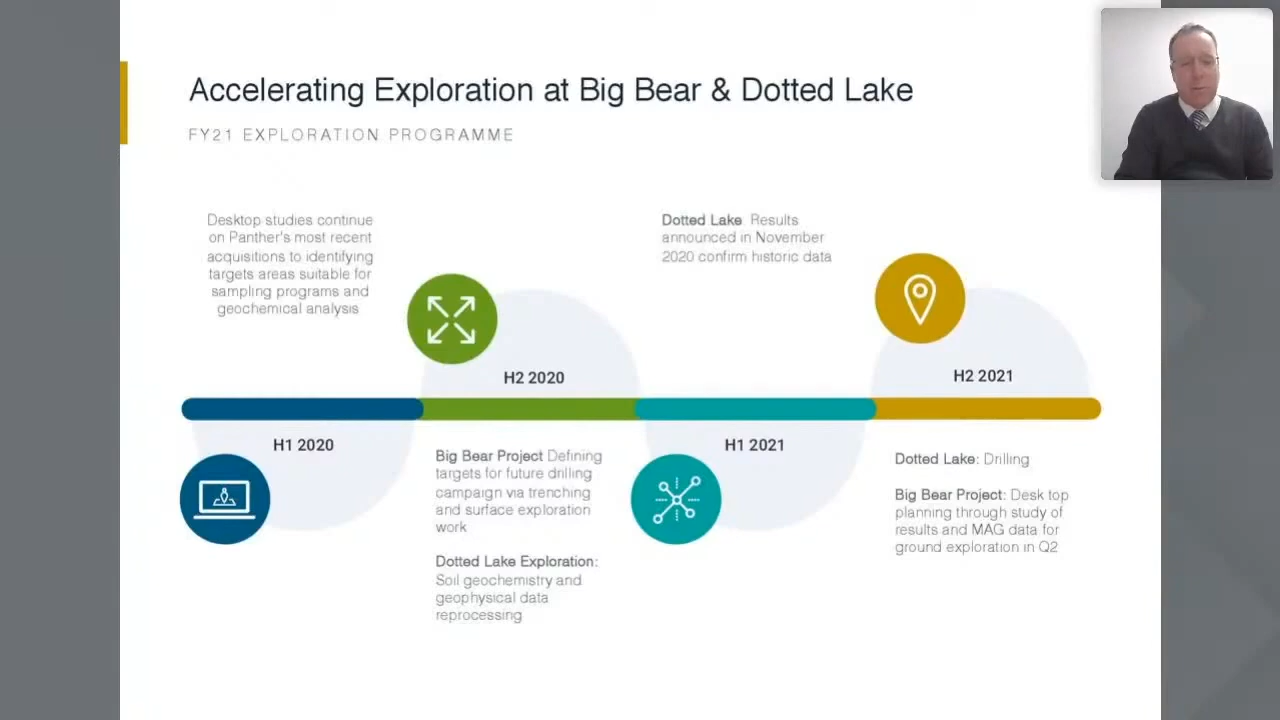 Accelerating Exploration at Big Bear & Dotted Lake
FY21 EXPLORATION PROGRAMME
Desktop studies continue
on Panther's most recent
acquisitions to identifying
targets areas suitable for
sampling programs and
geochemical analysis
H1 2020
H2 2020
Big Bear Project Defining
targets for future drilling
campaign via trenching
and surface exploration
work
Dotted Lake Exploration:
Soil geochemistry and
geophysical data
reprocessing
Dotted Lake Results
announced in November
2020 confirm historic data
H1 2021
H2 2021
Dotted Lake: Drilling
Big Bear Project: Desk top
planning through study of
results and MAG data for
ground exploration in Q2